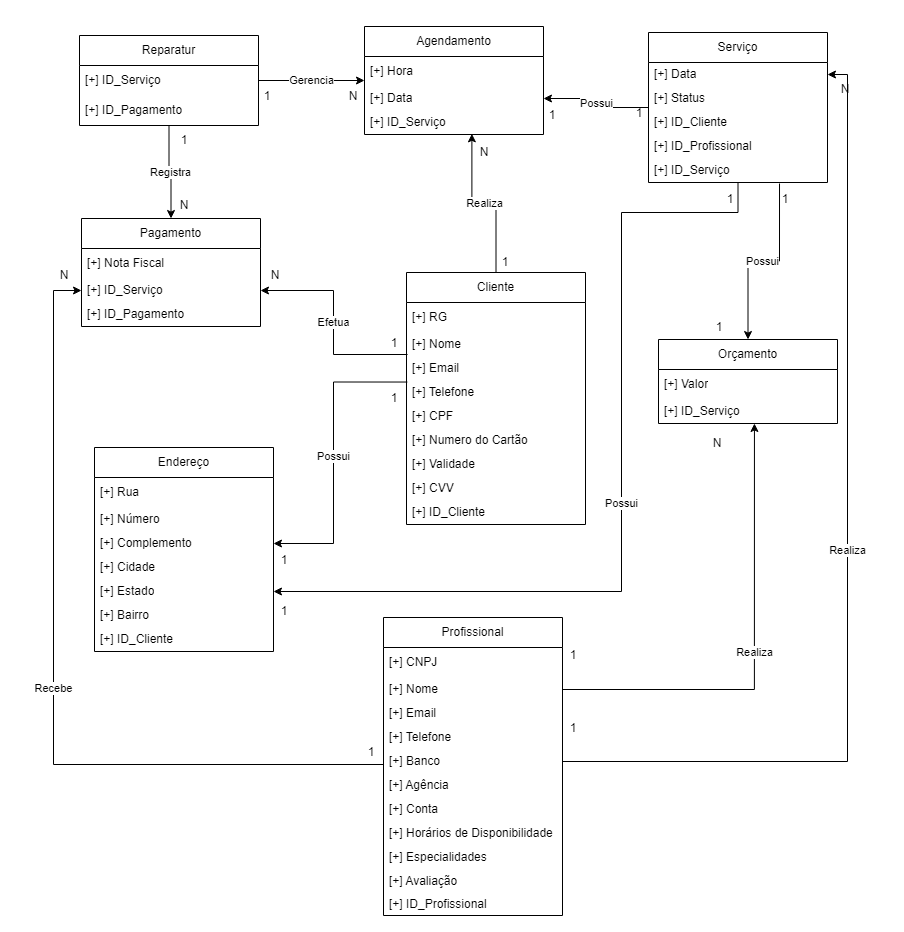 Reparatur
[+] ID_Serviço
[+] ID_Pagamento
Gerencia
1
N
Agendamento
[+] Hora
[+] Data
[+] ID_Serviço
Possui
1
1
Serviço
[+] Data
[+] Status
[+] ID_Cliente
[+] ID_Profissional
[+] ID_Serviço
N
1
Registra
N
N
Realiza
1
1
1
Possui
1
Pagamento
[+] Nota Fiscal
[+] ID_Serviço
[+] ID_Pagamento
N
N
Efetua
1
Cliente
[+] RG
[+] Nome
[+] Email
[+] Telefone
[+] CPF
[+] Numero do Cartão
[+] Validade
[+] CVV
[+] ID_Cliente
Orçamento
[+] Valor
[+] ID_Serviço
N
1
Possui
1
Endereço
[+] Rua
[+] Número
[+] Complemento
[+] Cidade
[+] Estado
[+] Bairro
[+] ID_Cliente
Possui
1
Realiza
Profissional
[+] CNPJ
[+] Nome
[+] Email
[+] Telefone
[+] Banco
[+] Agência
[+] Conta
[+] Horários de Disponibilidade
[+] Especialidades
[+] Avaliação
[+] ID_Profissional
1
Realiza
1
Recebe
1